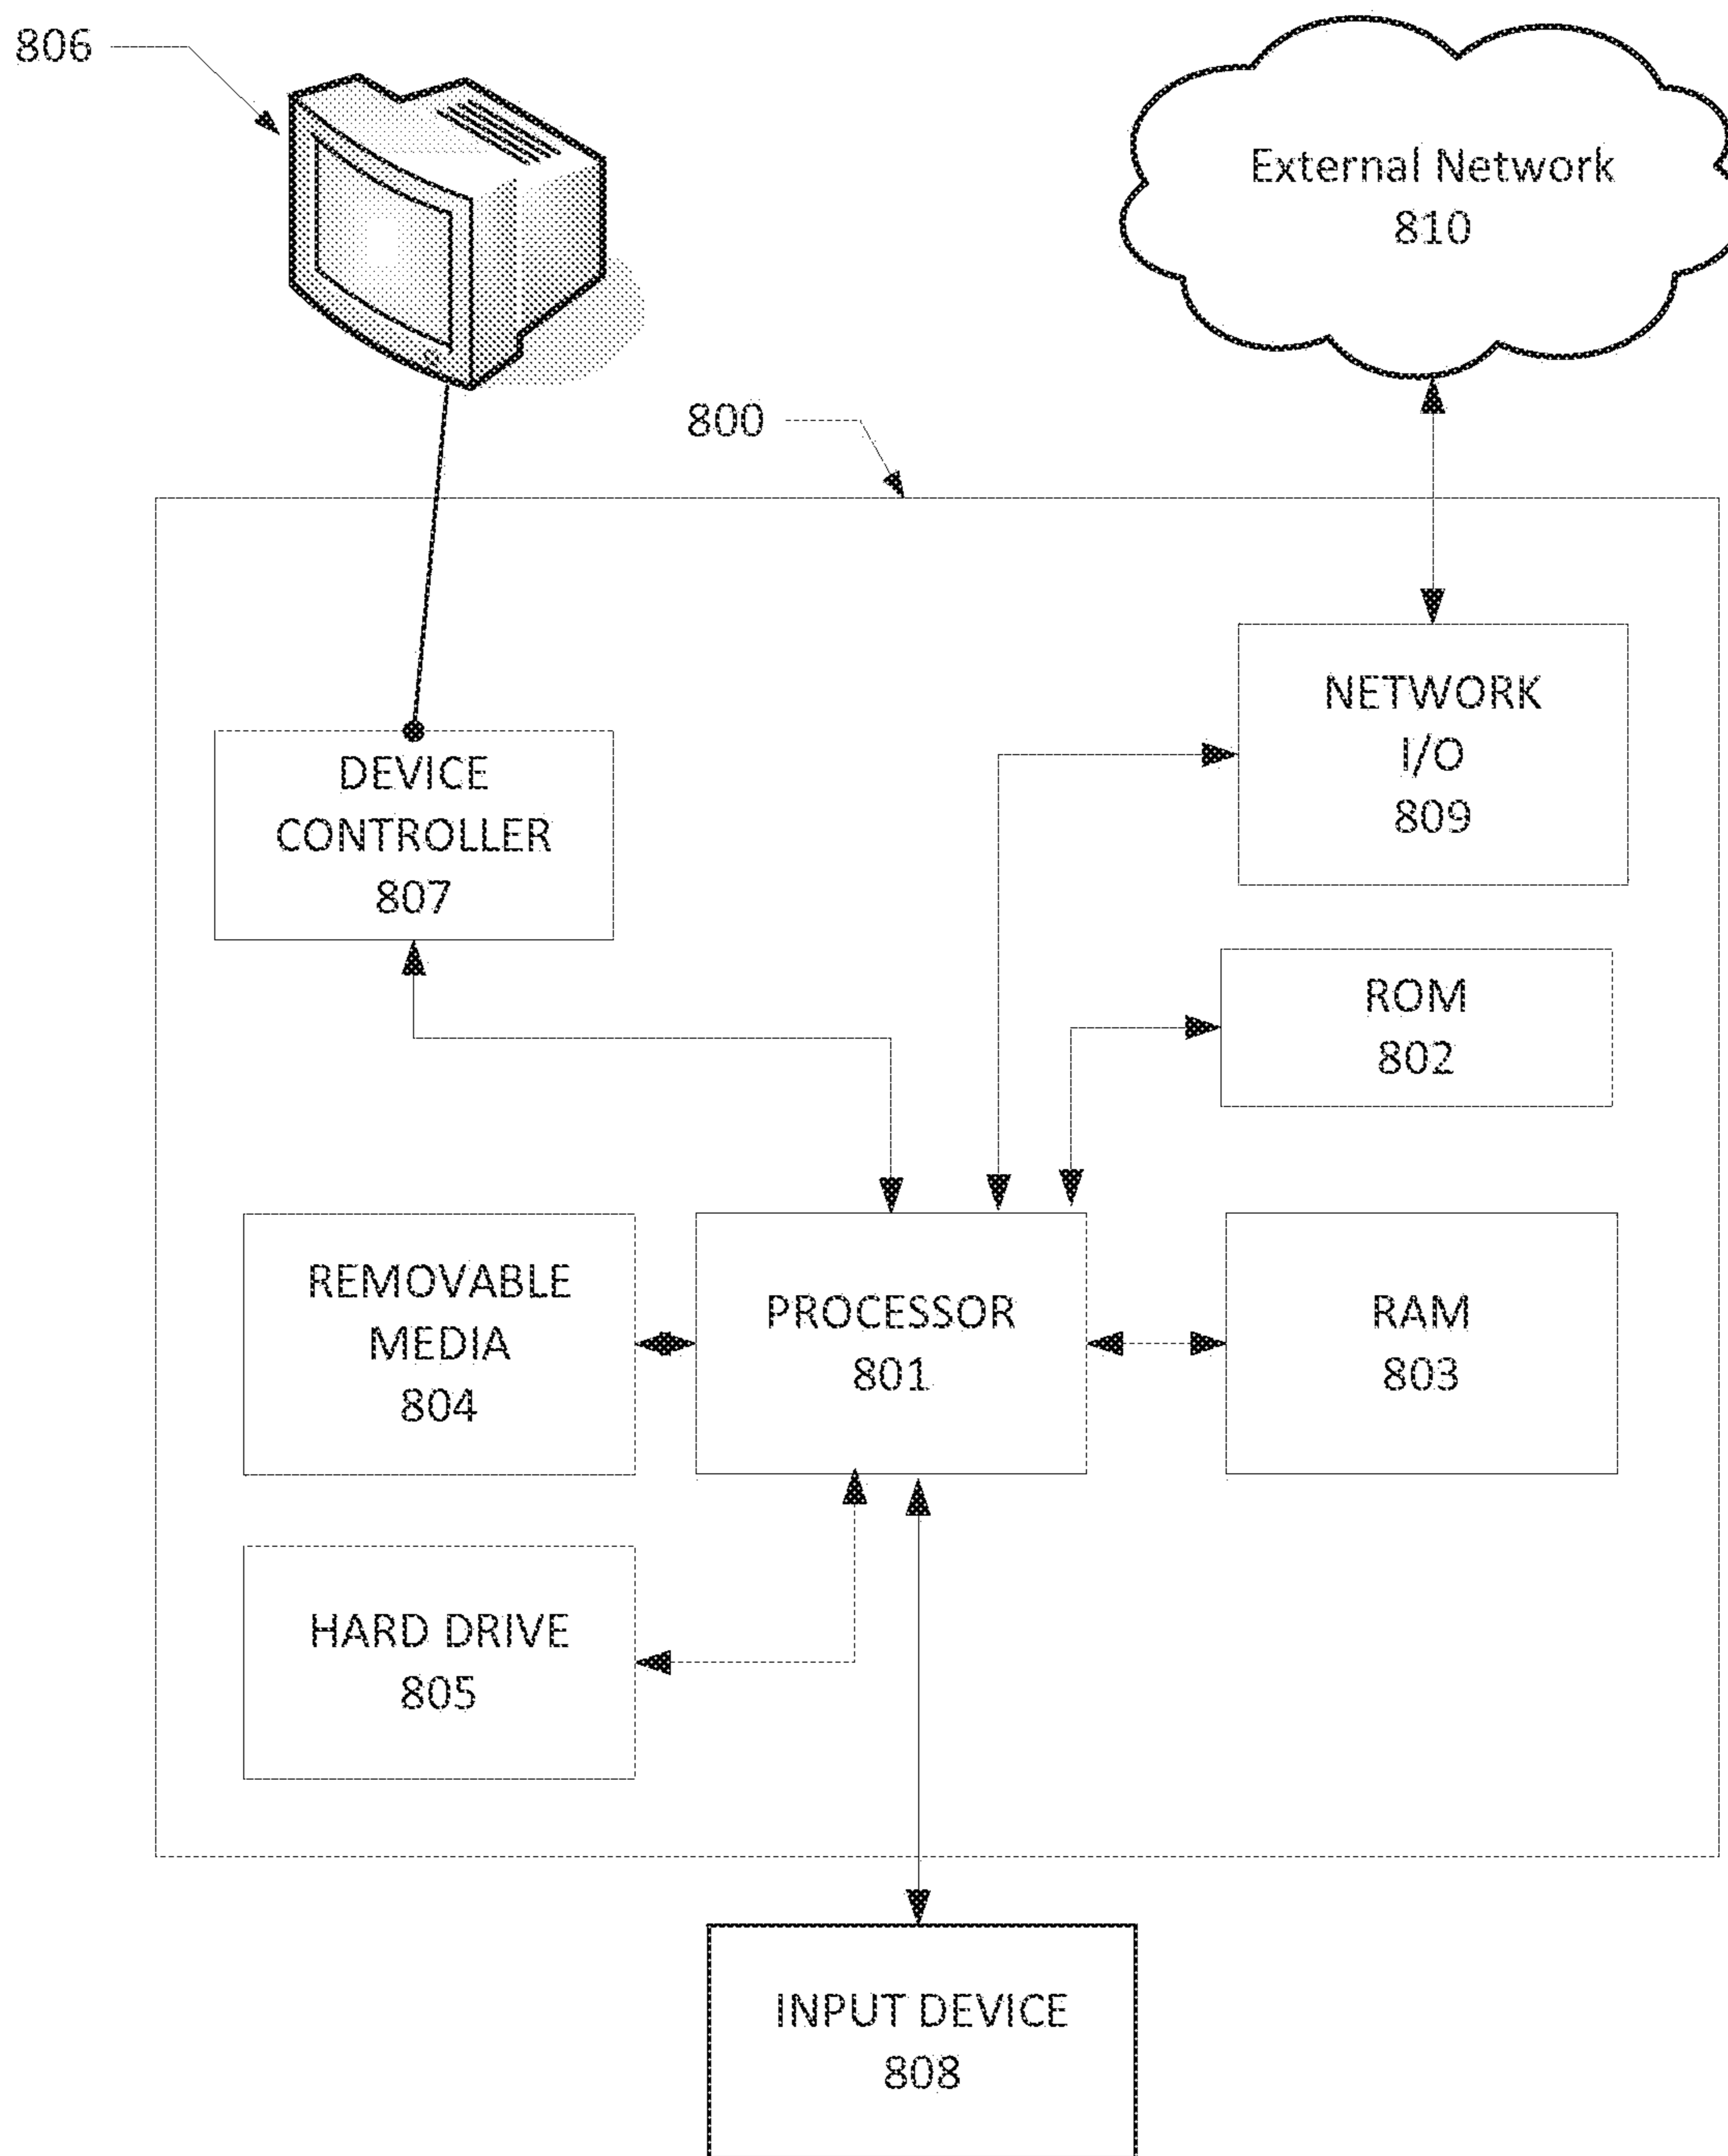 806
External Network
810
800
NETWORK
I/O
809
DEVICE
CONTROLLER
807
ROM
802
REMOVABLE
MEDIA
804
PROCESSOR
801
RAM
803
HARD DRIVE
805
INPUT DEVICE
808